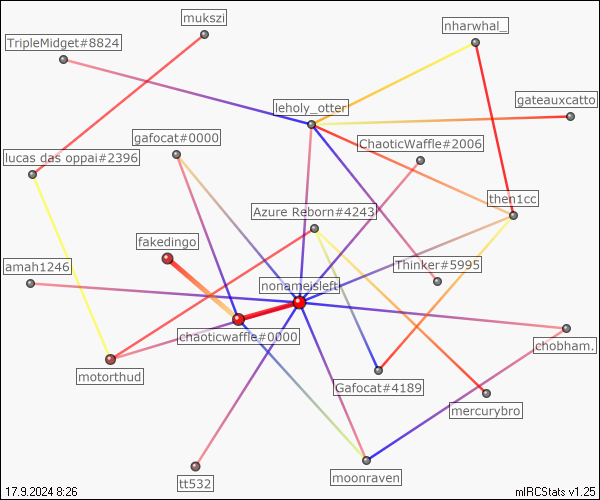 mukszi
nharwhal_
TripleMidget#8824
gateauxcatto
leholy_otter
gafocat#0000
ChaoticWaffle#2006
lucas das oppai#2396
then1cc
Azure Reborn#4243
fakedingo
amah1246
Thinker#5995
nonameisleft
chaoticwaffle#0000
chobham.
motorthud
Gafocat#4189
mercurybro
tt532
moonraven
17.9.2024 8:26
mIRCStats v1.25